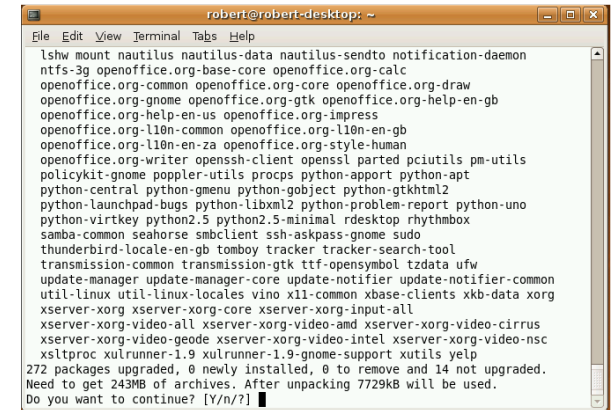 robert@robert-desktop: ~
File Edit View Terminal Tabs Help
lshw mount nautilus nautilus-data nautilus-sendto notification-daemon
ntfs-3g openoffice.org-base-core openoffice.org-calc
openoffice.org-common openoffice.org-core openoffice.org-draw
openoffice.org-gnome openoffice.org-gtk openoffice.org-help-en-gb
openoffice.org-help-en-us openoffice.org-impress
openoffice.org-l10n-common openoffice.org-l10n-en-gb
openoffice.org-l10n-en-za openoffice.org-style-human
openoffice.org-writer openssh-client openssl parted pciutils pm-utils
policykit-gnome poppler-utils procps python-apport python-apt
python-central python-gmenu python-gobject python-gtkhtml2
python-launchpad-bugs python-libxml2 python-problem-report python-uno
python-virtkey python2.5 python2.5-minimal rdesktop rhythmbox
samba-common seahorse smbclient ssh-askpass-gnome sudo
thunderbird-locale-en-gb tomboy tracker tracker-search-tool
transmission-common transmission-gtk ttf-opensymbol tzdata ufw
update-manager update-manager-core update-notifier update-notifier-common
util-linux util-linux-locales vino x11-common xbase-clients xkb-data xorg
xserver-xorg xserver-xorg-core xserver-xorg-input-all
xserver-xorg-video-all xserver-xorg-video-amd xserver-xorg-video-cirrus
xserver-xorg-video-geode xserver-xorg-video-intel xserver-xorg-video-nsc
xsltproc xulrunner-1.9 xulrunner-1.9-gnome-support xutils yelp
272 packages upgraded, 0 newly installed, 0 to remove and 14 not upgraded.
Need to get 243MB of archives. After unpacking 7729kB will be used.
Do you want to continue? [Y/n/?]